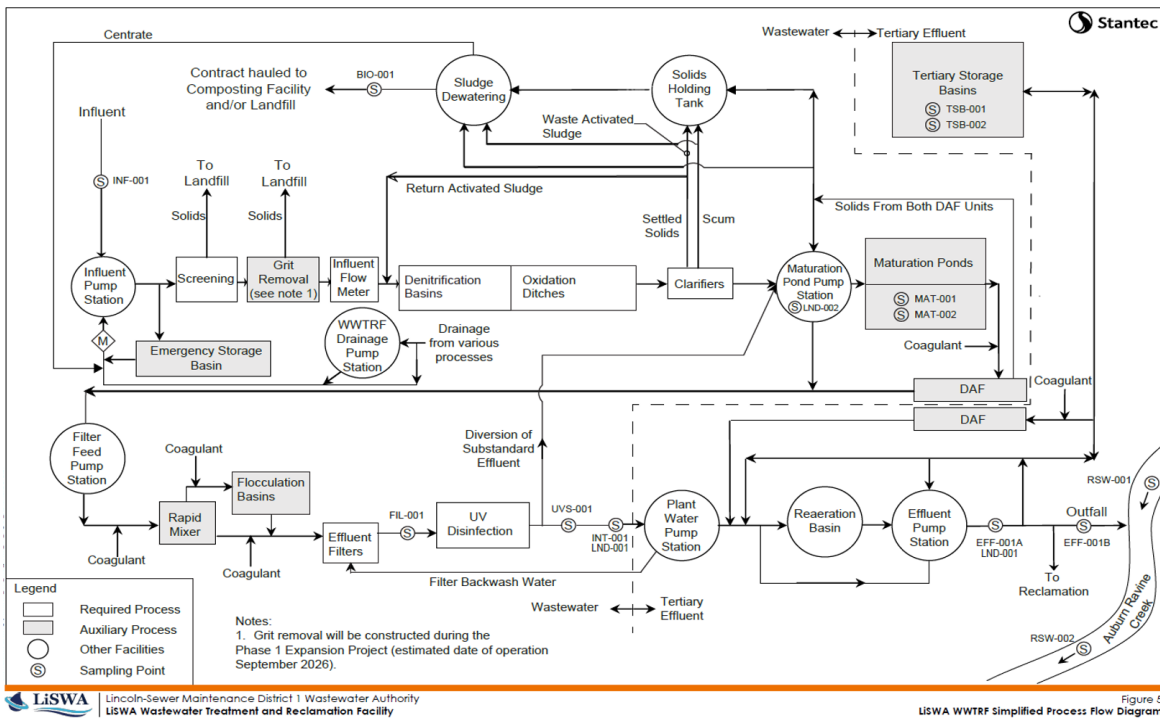 Stantec
Centrate
Wastewater
Tertiary Effluent
Contract hauled to
Composting Facility
and/or Landfill
BIO-001
S
Sludge
Dewatering
Solids
Holding
Tank
Tertiary Storage
Basins
S TSB-001
S TSB-002
Influent
Waste Activated
Sludge
S INF-001
To
Landfill
To
Landfill
Return Activated Sludge
Solids
Solids
Settled
Solids
Scum
Solids From Both DAF Units
Influent
Pump
Station
Screening
Grit
Removal
(see note 1)
Influent
Flow
Meter
Denitrification
Basins
Oxidation
Ditches
Clarifiers
Maturation
Pond Pump
Station
S LND-002
Maturation Ponds
S MAT-001
S MAT-002
M
Emergency Storage
Basin
WWTRF
Drainage
Pump
Station
Drainage
from various
processes
Coagulant
DAF
Coagulant
DAF
Filter
Feed
Pump
Station
Coagulant
Diversion of
Substandard
Effluent
Flocculation
Basins
Rapid
Mixer
Coagulant
Coagulant
Effluent
Filters
FIL-001
S
UV
Disinfection
UVS-001
S
S
INT-001
LND-001
Plant
Water
Pump
Station
Reaeration
Basin
Effluent
Pump
Station
S
EFF-001A
LND-001
Outfall
S
EFF-001B
RSW-001
S
To
Reclamation
Filter Backwash Water
Wastewater
Tertiary
Effluent
Auburn Ravine
Creek
RSW-002
S
Legend
Required Process
Auxiliary Process
Other Facilities
S Sampling Point
Notes:
1. Grit removal will be constructed during the
Phase 1 Expansion Project (estimated date of operation
September 2026).
LiSWA
Lincoln-Sewer Maintenance District 1 Wastewater Authority
LiSWA Wastewater Treatment and Reclamation Facility
Figure 5
LiSWA WWTRF Simplified Process Flow Diagram